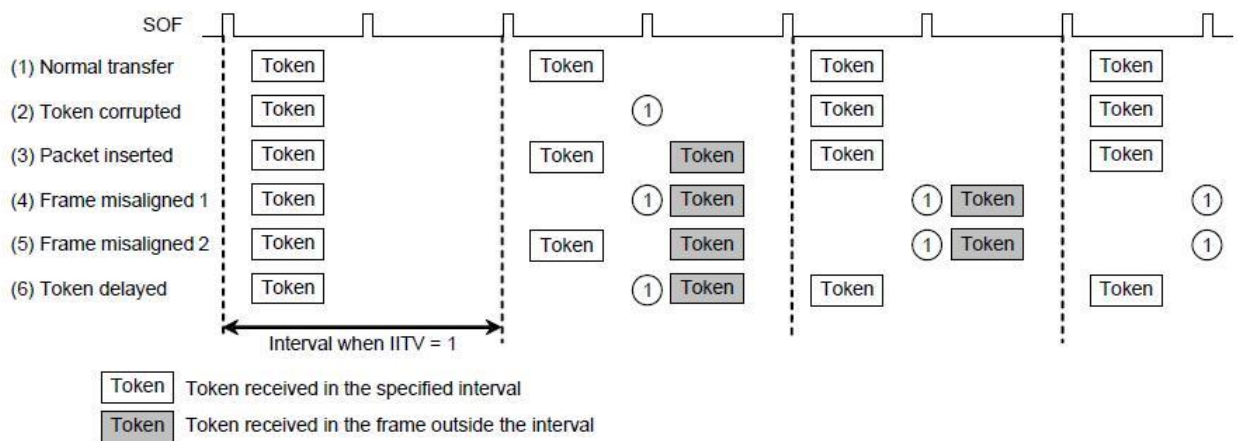 SOF
(1) Normal transfer Token Token Token Token
(2) Token corrupted Token 1 Token Token
(3) Packet inserted Token Token Token Token Token
(4) Frame misaligned 1 Token 1 Token 1 Token 1
(5) Frame misaligned 2 Token Token Token 1 Token 1
(6) Token delayed Token 1 Token Token Token
Interval when IITV = 1
Token Token received in the specified interval
Token Token received in the frame outside the interval